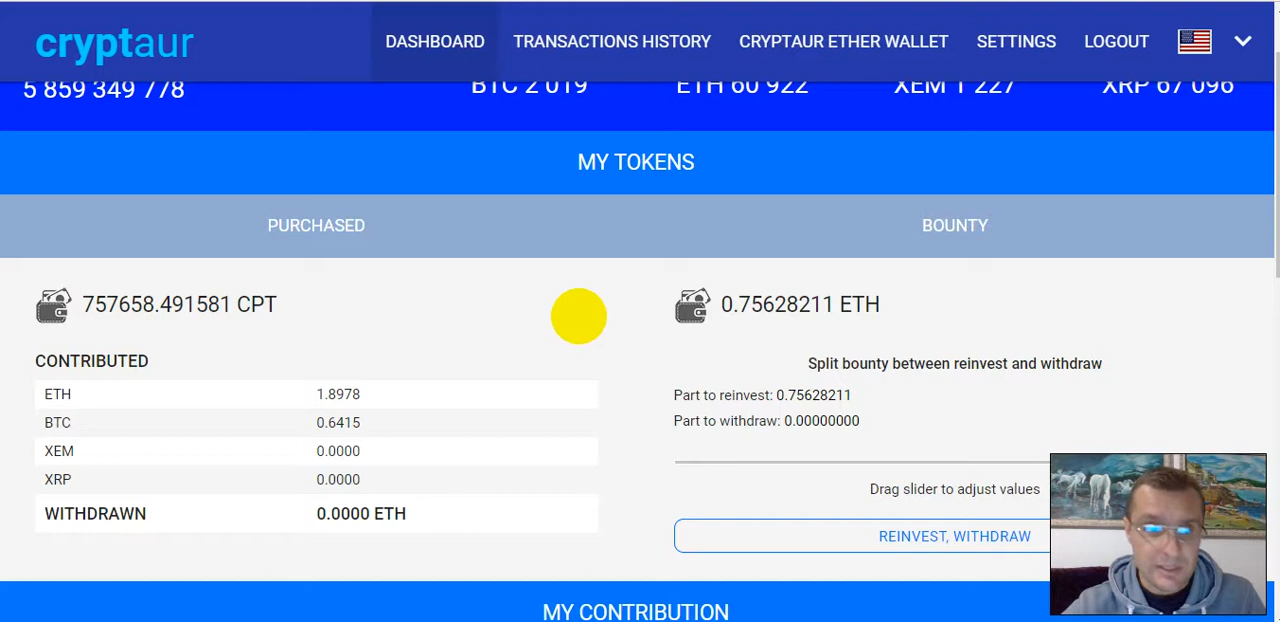 cryptaur DASHBOARD TRANSACTIONS HISTORY CRYPTAUR ETHER WALLET SETTINGS LOGOUT
5 859 349 778 BTC 2 019 ETH 60 922 XEM 1 227 XRP 67 096
MY TOKENS
PURCHASED BOUNTY
757658.491581 CPT 0.75628211 ETH
CONTRIBUTED Split bounty between reinvest and withdraw
ETH 1.8978 Part to reinvest: 0.75628211
BTC 0.6415 Part to withdraw: 0.00000000
XEM 0.0000
XRP 0.0000 Drag slider to adjust values
WITHDRAWN 0.0000 ETH
REINVEST, WITHDRAW
MY CONTRIBUTION